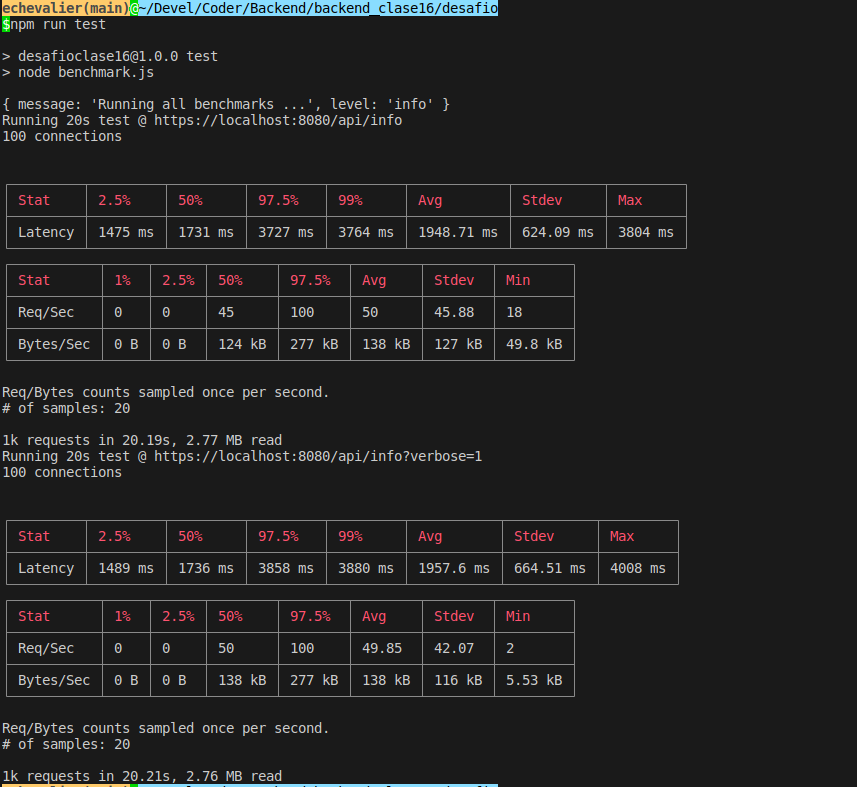 echevalier(main)@~/Devel/Coder/Backend/backend_clase16/desafio
$npm run test
> desafioclase16@1.0.0 test
> node benchmark.js
{ message: 'Running all benchmarks ...', level: 'info' }
Running 20s test @ https://localhost:8080/api/info
100 connections
Stat 2.5% 50% 97.5% 99% Avg Stdev Max
Latency 1475 ms 1731 ms 3727 ms 3764 ms 1948.71 ms 624.09 ms 3804 ms
Stat 1% 2.5% 50% 97.5% Avg Stdev Min
Req/Sec 0 0 45 100 50 45.88 18
Bytes/Sec 0 B 0 B 124 kB 277 kB 138 kB 127 kB 49.8 kB
Req/Bytes counts sampled once per second.
# of samples: 20
1k requests in 20.19s, 2.77 MB read
Running 20s test @ https://localhost:8080/api/info?verbose=1
100 connections
Stat 2.5% 50% 97.5% 99% Avg Stdev Max
Latency 1489 ms 1736 ms 3858 ms 3880 ms 1957.6 ms 664.51 ms 4008 ms
Stat 1% 2.5% 50% 97.5% Avg Stdev Min
Req/Sec 0 0 50 100 49.85 42.07 2
Bytes/Sec 0 B 0 B 138 kB 277 kB 138 kB 116 kB 5.53 kB
Req/Bytes counts sampled once per second.
# of samples: 20
1k requests in 20.21s, 2.76 MB read